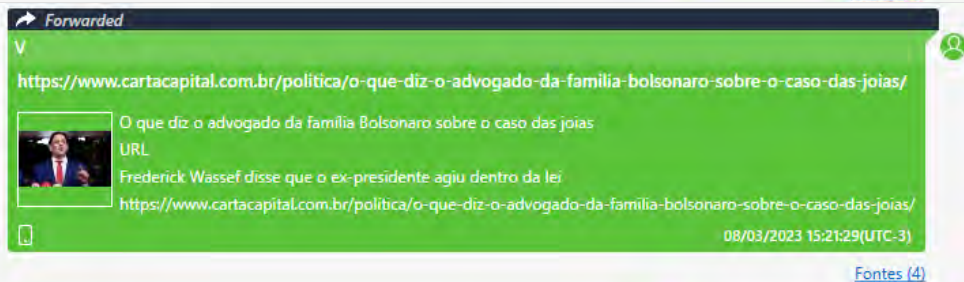 Forwarded
V
https://www.cartacapital.com.br/politica/o-que-diz-o-advogado-da-familia-bolsonaro-sobre-o-caso-das-joias/
O que diz o advogado da família Bolsonaro sobre o caso das joias
URL
Frederick Wassef disse que o ex-presidente agiu dentro da lei
https://www.cartacapital.com.br/politica/o-que-diz-o-advogado-da-familia-bolsonaro-sobre-o-caso-das-joias/
08/03/2023 15:21:29(UTC-3)
Fontes (4)